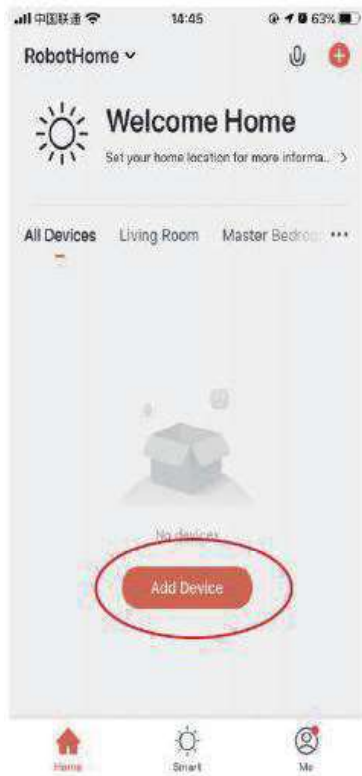 中国联通 14:45 63%
RobotHome
Welcome Home
Set your home location for more informa..
All Devices Living Room Master Bedroo
No devices
Add Device
Home Smart Me